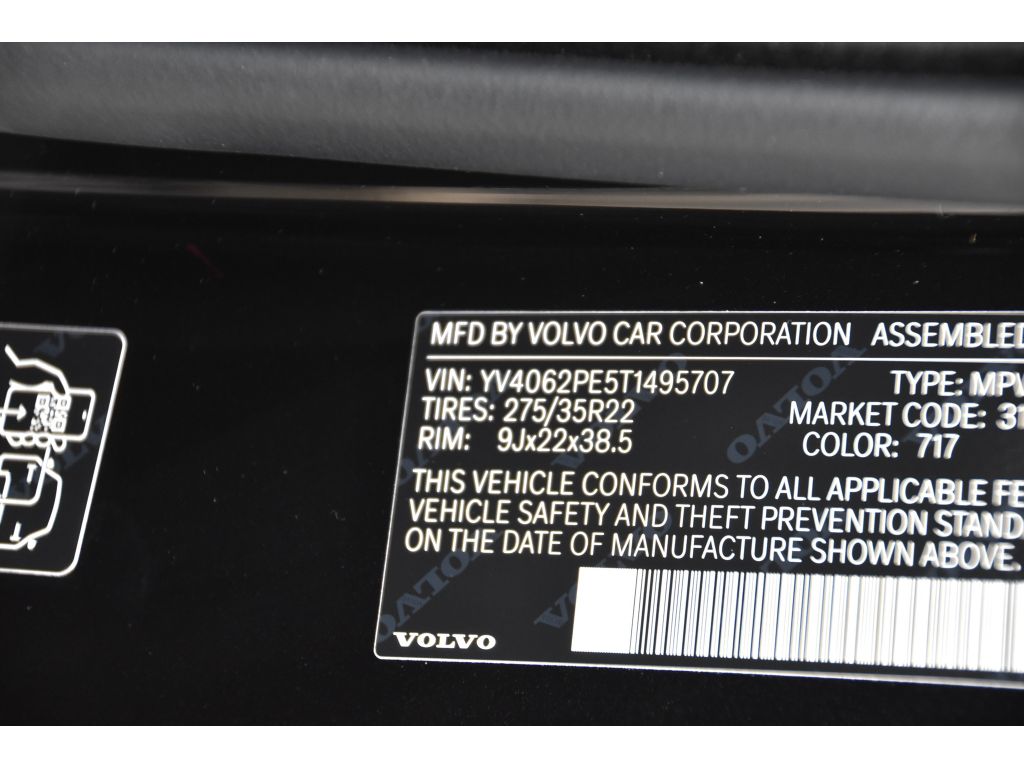 MFD BY VOLVO CAR CORPORATION ASSEMBLED
VIN: YV4062PE5T1495707 TYPE: MPV
TIRES: 275/35R22 MARKET CODE: 31
RIM: 9Jx22x38.5 COLOR: 717
THIS VEHICLE CONFORMS TO ALL APPLICABLE FE
VEHICLE SAFETY AND THEFT PREVENTION STAND
ON THE DATE OF MANUFACTURE SHOWN ABOVE.
VOLVO